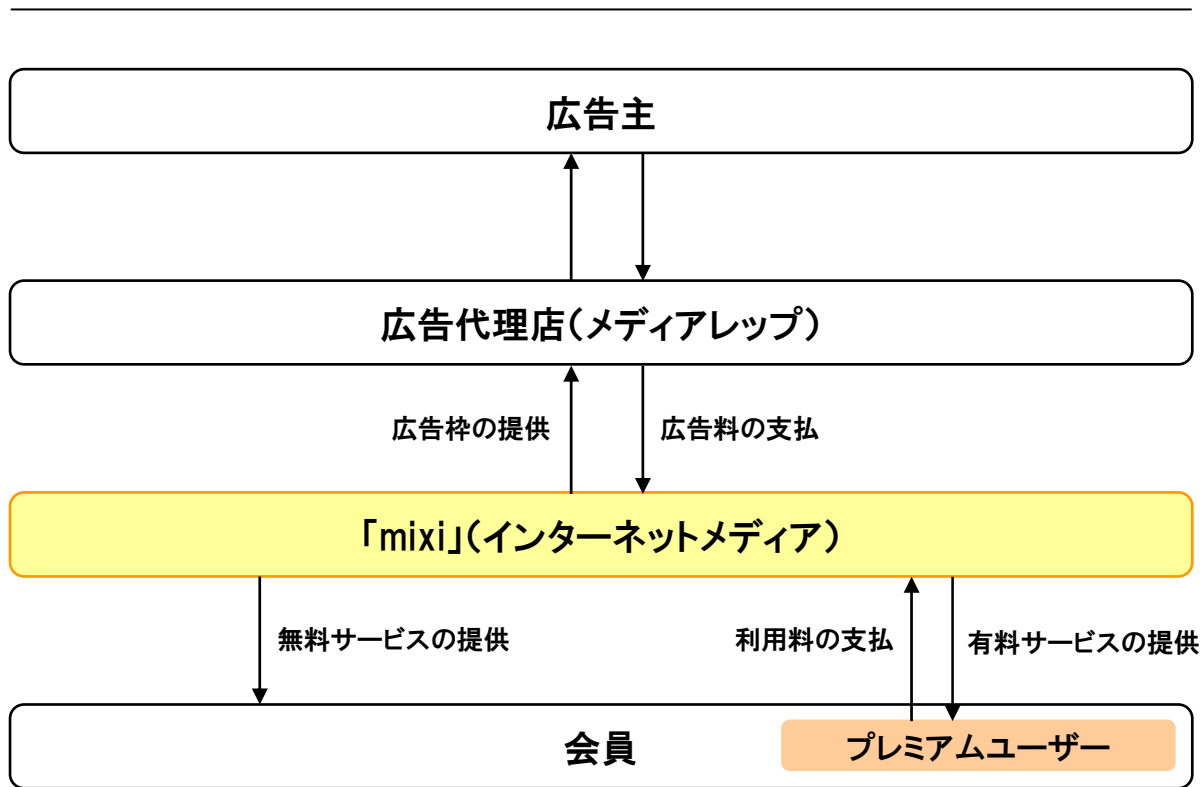 広告主
広告代理店(メディアレップ)
広告枠の提供
広告料の支払
「mixi」(インターネットメディア)
無料サービスの提供
利用料の支払
有料サービスの提供
会員
プレミアムユーザー